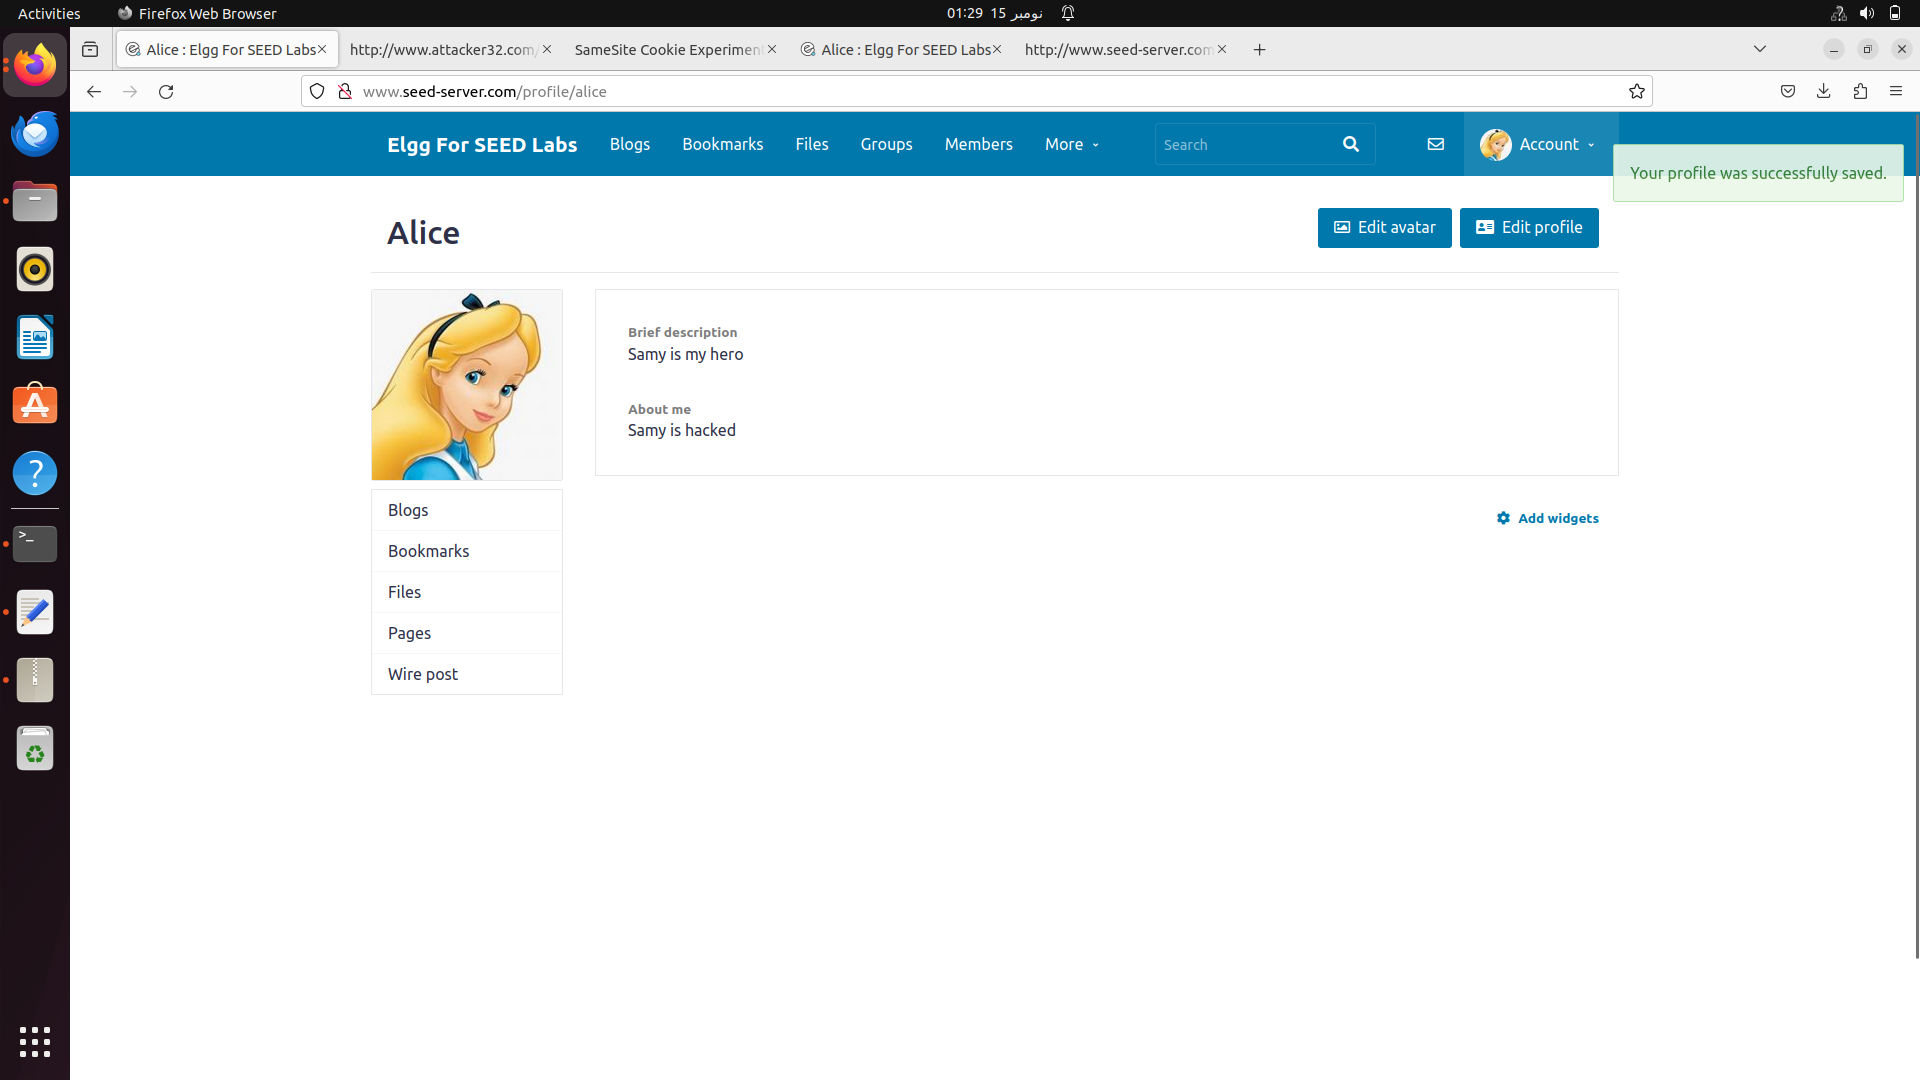 Activities
Firefox Web Browser
01:29 15 نومبر
Alice : Elgg For SEED Labs
http://www.attacker32.com/
SameSite Cookie Experiment
Alice : Elgg For SEED Labs
http://www.seed-server.com
www.seed-server.com/profile/alice
Elgg For SEED Labs
Blogs
Bookmarks
Files
Groups
Members
More
Search
Account
Your profile was successfully saved.
Alice
Edit avatar
Edit profile
Brief description
Samy is my hero
About me
Samy is hacked
Blogs
Bookmarks
Files
Pages
Wire post
Add widgets